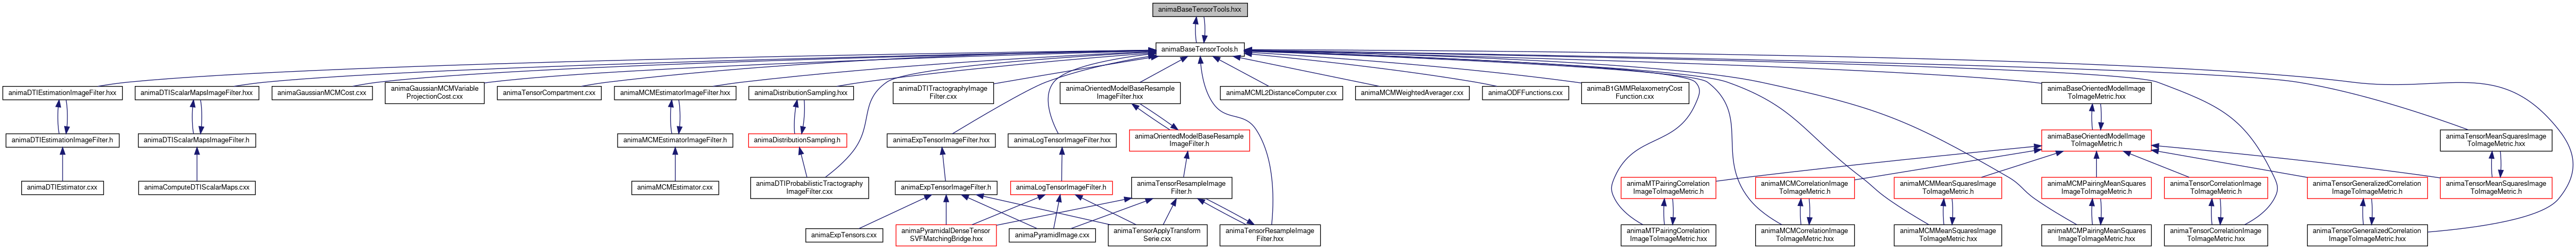 animaBaseTensorTools.hxx
animaBaseTensorTools.h
animaDTIEstimationImageFilter.hxx
animaDTIScalarMapsImageFilter.hxx
animaGaussianMCMCost.cxx
animaGaussianMCMVariable
ProjectionCost.cxx
animaTensorCompartment.cxx
animaMCMEstimatorImageFilter.hxx
animaDistributionSampling.hxx
animaDTITractographyImage
Filter.cxx
animaOrientedModelBaseResample
ImageFilter.hxx
animaMCML2DistanceComputer.cxx
animaMCMWeightedAverager.cxx
animaODFFunctions.cxx
animaB1GMMRelaxometryCost
Function.cxx
animaBaseOrientedModelImage
ToImageMetric.hxx
animaDTIEstimationImageFilter.h
animaDTIScalarMapsImageFilter.h
animaMCMEstimatorImageFilter.h
animaDistributionSampling.h
animaExpTensorImageFilter.hxx
animaLogTensorImageFilter.hxx
animaOrientedModelBaseResample
ImageFilter.h
animaBaseOrientedModelImage
ToImageMetric.h
animaTensorMeanSquaresImage
ToImageMetric.hxx
animaDTIEstimator.cxx
animaComputeDTIScalarMaps.cxx
animaMCMEstimator.cxx
animaDTIProbabilisticTractography
ImageFilter.cxx
animaExpTensorImageFilter.h
animaLogTensorImageFilter.h
animaTensorResampleImage
Filter.h
animaMTPairingCorrelation
ImageToImageMetric.h
animaMCMCorrelationImage
ToImageMetric.h
animaMCMMeanSquaresImage
ToImageMetric.h
animaMCMPairingMeanSquares
ImageToImageMetric.h
animaTensorCorrelationImage
ToImageMetric.h
animaTensorGeneralizedCorrelation
ImageToImageMetric.h
animaTensorMeanSquaresImage
ToImageMetric.h
animaExpTensors.cxx
animaPyramidalDenseTensor
SVFMatchingBridge.hxx
animaPyramidImage.cxx
animaTensorApplyTransform
Serie.cxx
animaTensorResampleImage
Filter.hxx
animaMTPairingCorrelation
ImageToImageMetric.hxx
animaMCMCorrelationImage
ToImageMetric.hxx
animaMCMMeanSquaresImage
ToImageMetric.hxx
animaMCMPairingMeanSquares
ImageToImageMetric.hxx
animaTensorCorrelationImage
ToImageMetric.hxx
animaTensorGeneralizedCorrelation
ImageToImageMetric.hxx